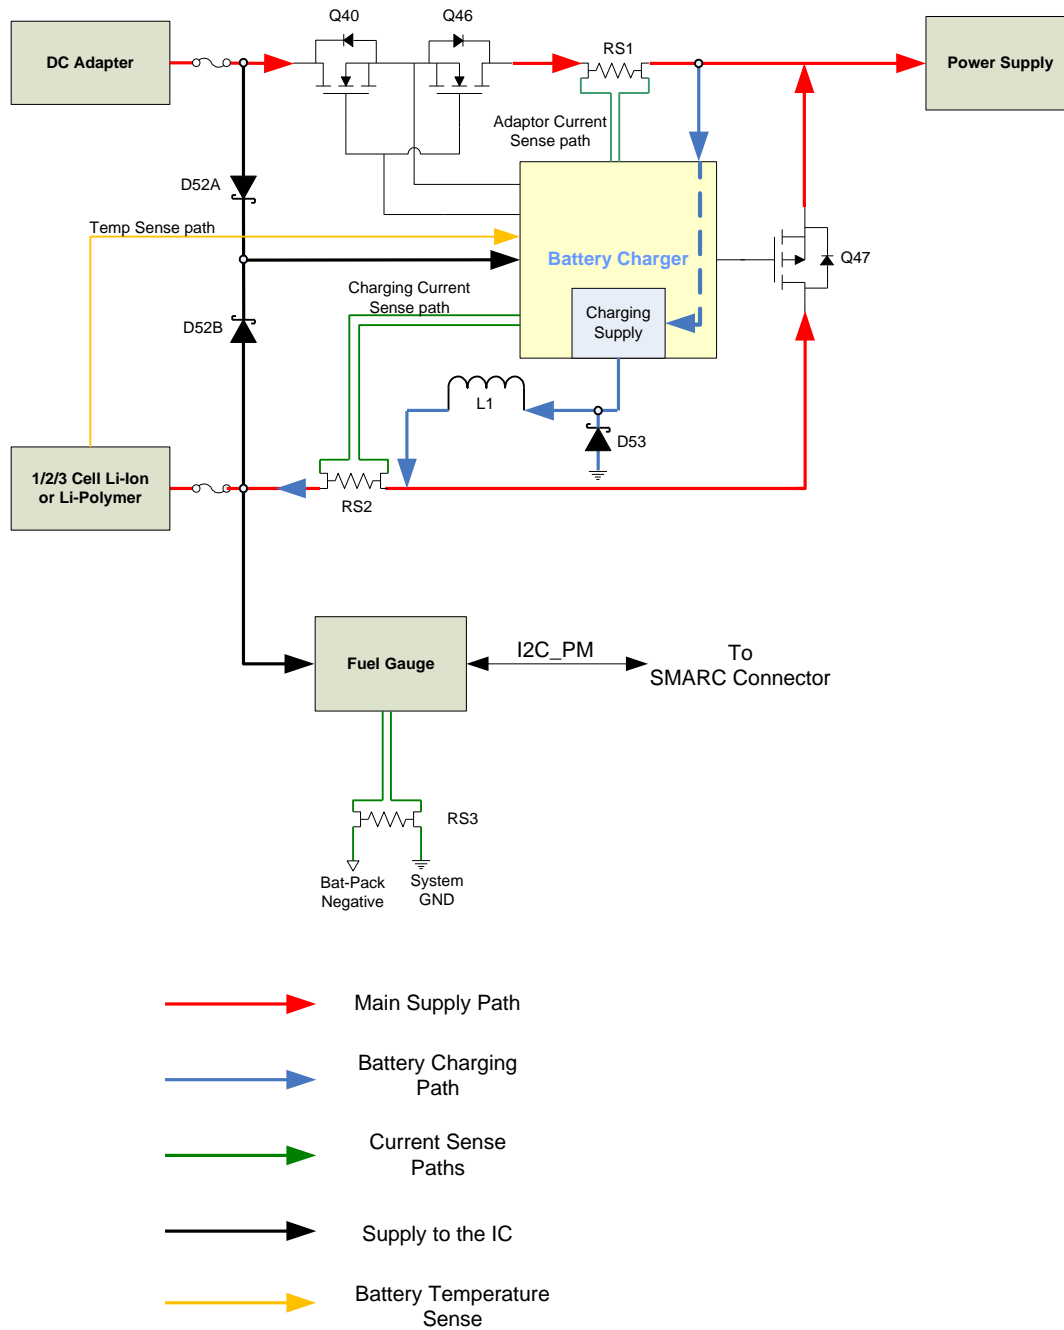 Q40
Q46
DC Adapter
RS1
Power Supply
Adaptor Current
Sense path
D52A
Temp Sense path
Battery Charger
Q47
Charging Current
Sense path
Charging
Supply
D52B
L1
D53
1/2/3 Cell Li-Ion
or Li-Polymer
RS2
Fuel Gauge
I2C_PM
To
SMARC Connector
RS3
Bat-Pack
Negative
System
GND
Main Supply Path
Battery Charging
Path
Current Sense
Paths
Supply to the IC
Battery Temperature
Sense